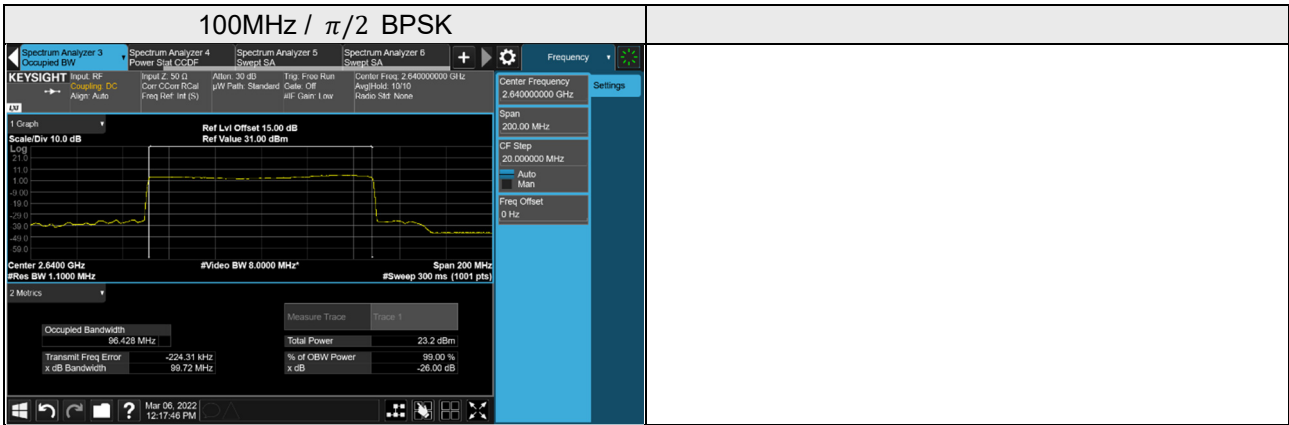 100MHz / π/2 BPSK
Spectrum Analyzer 3
Occupied BW
Spectrum Analyzer 4
Power Stat CCDF
Spectrum Analyzer 5
Swept SA
Spectrum Analyzer 6
Swept SA
+
Frequency
KEYSIGHT
Input: RF
Coupling: DC
Align: Auto
Input Z: 50 Ω
Corr CCorr RCal
Freq Ref: Int (S)
Atten: 30 dB
µW Path: Standard
Trig: Free Run
Gate: Off
#IF Gain: Low
Center Freq: 2.640000000 GHz
Avg|Hold: 10/10
Radio Std: None
LXI
Center Frequency
2.640000000 GHz
Settings
Span
200.00 MHz
CF Step
20.000000 MHz
Auto
Man
Freq Offset
0 Hz
1 Graph
Scale/Div 10.0 dB
Ref Lvl Offset 15.00 dB
Ref Value 31.00 dBm
Log
21.0
11.0
1.00
-9.00
-19.0
-29.0
-39.0
-49.0
-59.0
Center 2.6400 GHz
#Res BW 1.1000 MHz
#Video BW 8.0000 MHz*
Span 200 MHz
#Sweep 300 ms (1001 pts)
2 Metrics
Measure Trace
Trace 1
Occupied Bandwidth
96.428 MHz
Total Power
23.2 dBm
Transmit Freq Error
-224.31 kHz
% of OBW Power
99.00 %
x dB Bandwidth
99.72 MHz
x dB
-26.00 dB
?
Mar 06, 2022
12:17:46 PM